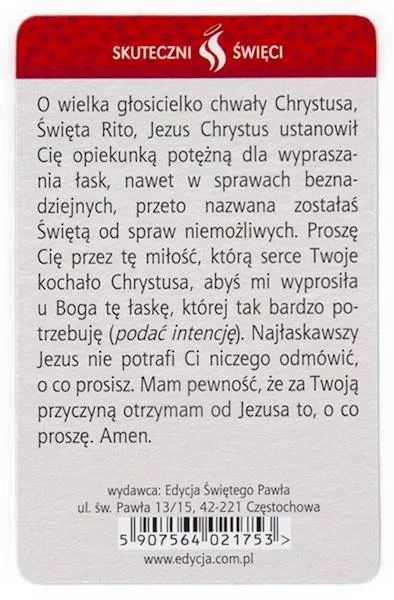 SKUTECZNI ŚWIĘCI
O wielka głosicielko chwały Chrystusa,
Święta Rito, Jezus Chrystus ustanowił
Cię opiekunką potężną dla wyprasza-
nia łask, nawet w sprawach bezna-
dziejnych, przeto nazwana zostałaś
Świętą od spraw niemożliwych. Proszę
Cię przez tę miłość, którą serce Twoje
kochało Chrystusa, abyś mi wyprosiła
u Boga tę łaskę, której tak bardzo po-
trzebuję (podać intencję). Najłaskawszy
Jezus nie potrafi Ci niczego odmówić,
o co prosisz. Mam pewność, że za Twoją
przyczyną otrzymam od Jezusa to, o co
proszę. Amen.
wydawca: Edycja Świętego Pawła
ul. św. Pawła 13/15, 42-221 Częstochowa
5 907564 021753 >
www.edycja.com.pl